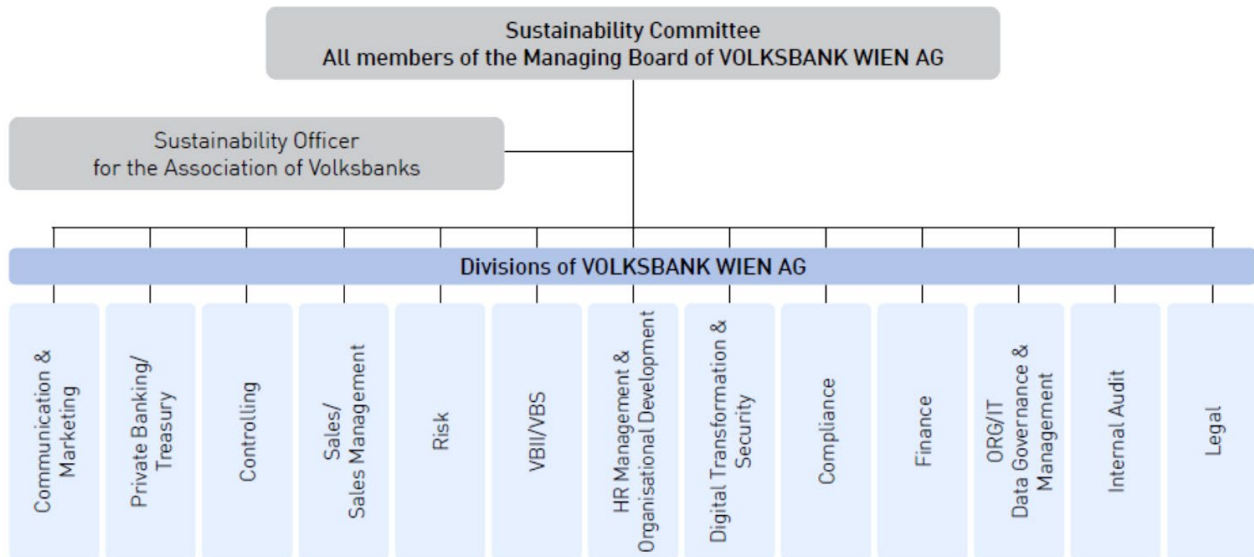 Sustainability Committee
All members of the Managing Board of VOLKSBANK WIEN AG
Sustainability Officer
for the Association of Volksbanks
Divisions of VOLKSBANK WIEN AG
Communication &
Marketing
Private Banking/
Treasury
Controlling
Sales/
Sales Management
Risk
VBII/VBS
HR Management &
Organisational Development
Digital Transformation &
Security
Compliance
Finance
ORG/IT
Data Governance &
Management
Internal Audit
Legal